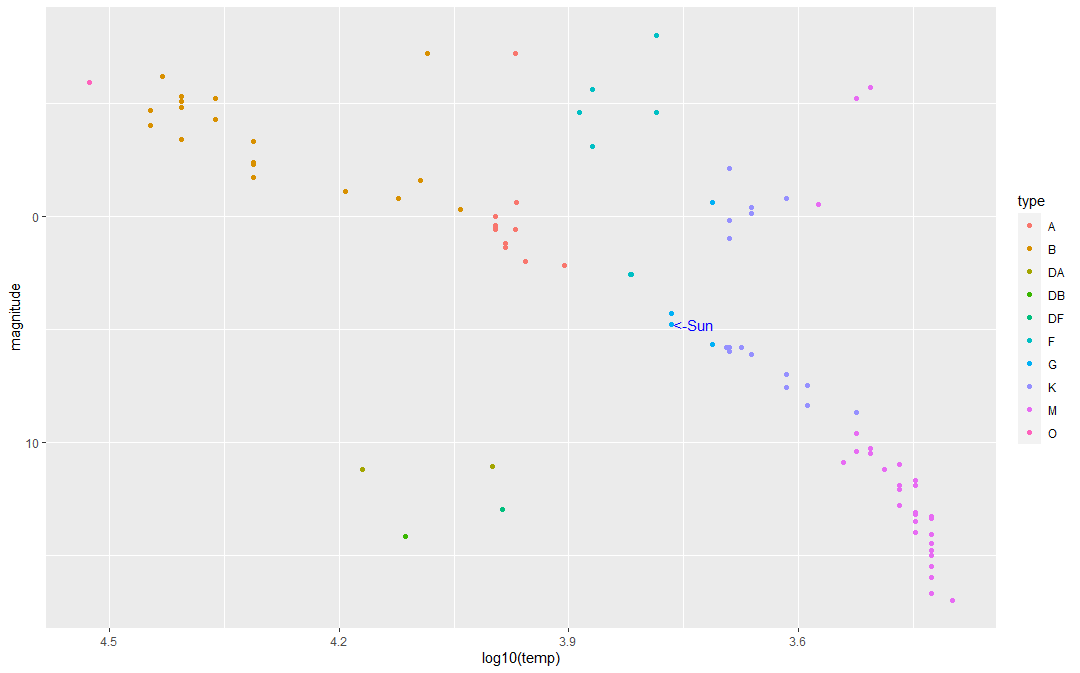 0
10
magnitude
<-Sun
4.5
4.2
3.9
3.6
log10(temp)
type
A
B
DA
DB
DF
F
G
K
M
O